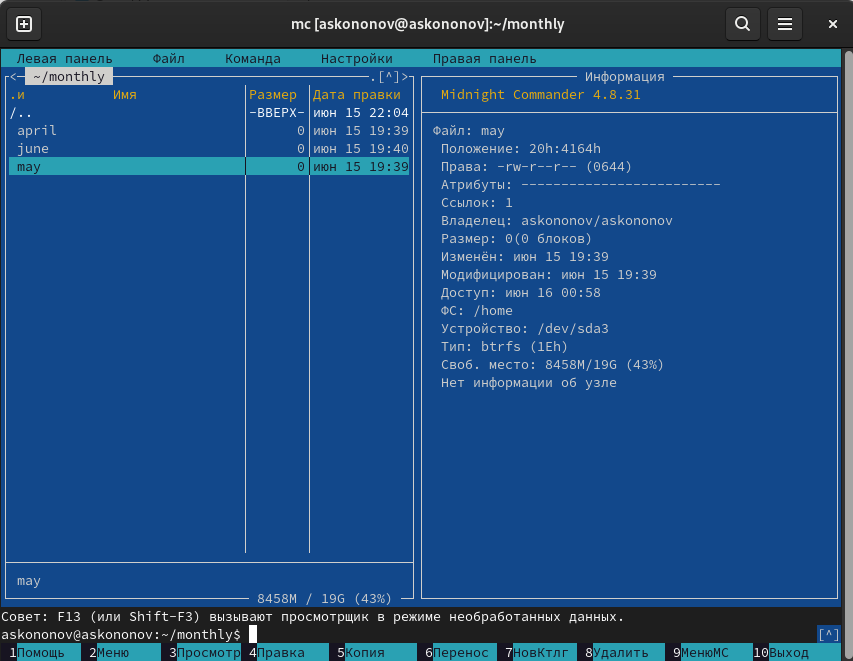 mc [askononov@askononov]:~/monthly
Левая панель Файл Команда Настройки Правая панель
<─ ~/monthly .[^]>
.и Имя Размер Дата правки
/.. -ВВЕРХ- июн 15 22:04
april 0 июн 15 19:39
june 0 июн 15 19:40
may 0 июн 15 19:39
may
8458M / 19G (43%)
Информация
Midnight Commander 4.8.31
Файл: may
Положение: 20h:4164h
Права: -rw-r--r-- (0644)
Атрибуты: -------------------------
Ссылок: 1
Владелец: askononov/askononov
Размер: 0(0 блоков)
Изменён: июн 15 19:39
Модифицирован: июн 15 19:39
Доступ: июн 16 00:58
ФС: /home
Устройство: /dev/sda3
Тип: btrfs (1Eh)
Своб. место: 8458M/19G (43%)
Нет информации об узле
Совет: F13 (или Shift-F3) вызывают просмотрщик в режиме необработанных данных.
askononov@askononov:~/monthly$ [^]
1Помощь 2Меню 3Просмотр 4Правка 5Копия 6Перенос 7НовКтлг 8Удалить 9МенюМС 10Выход